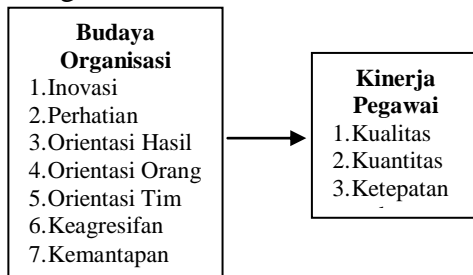 Budaya
Organisasi
1.Inovasi
2.Perhatian
3.Orientasi Hasil
4.Orientasi Orang
5.Orientasi Tim
6.Keagresifan
7.Kemantapan
Kinerja
Pegawai
1.Kualitas
2.Kuantitas
3.Ketepatan